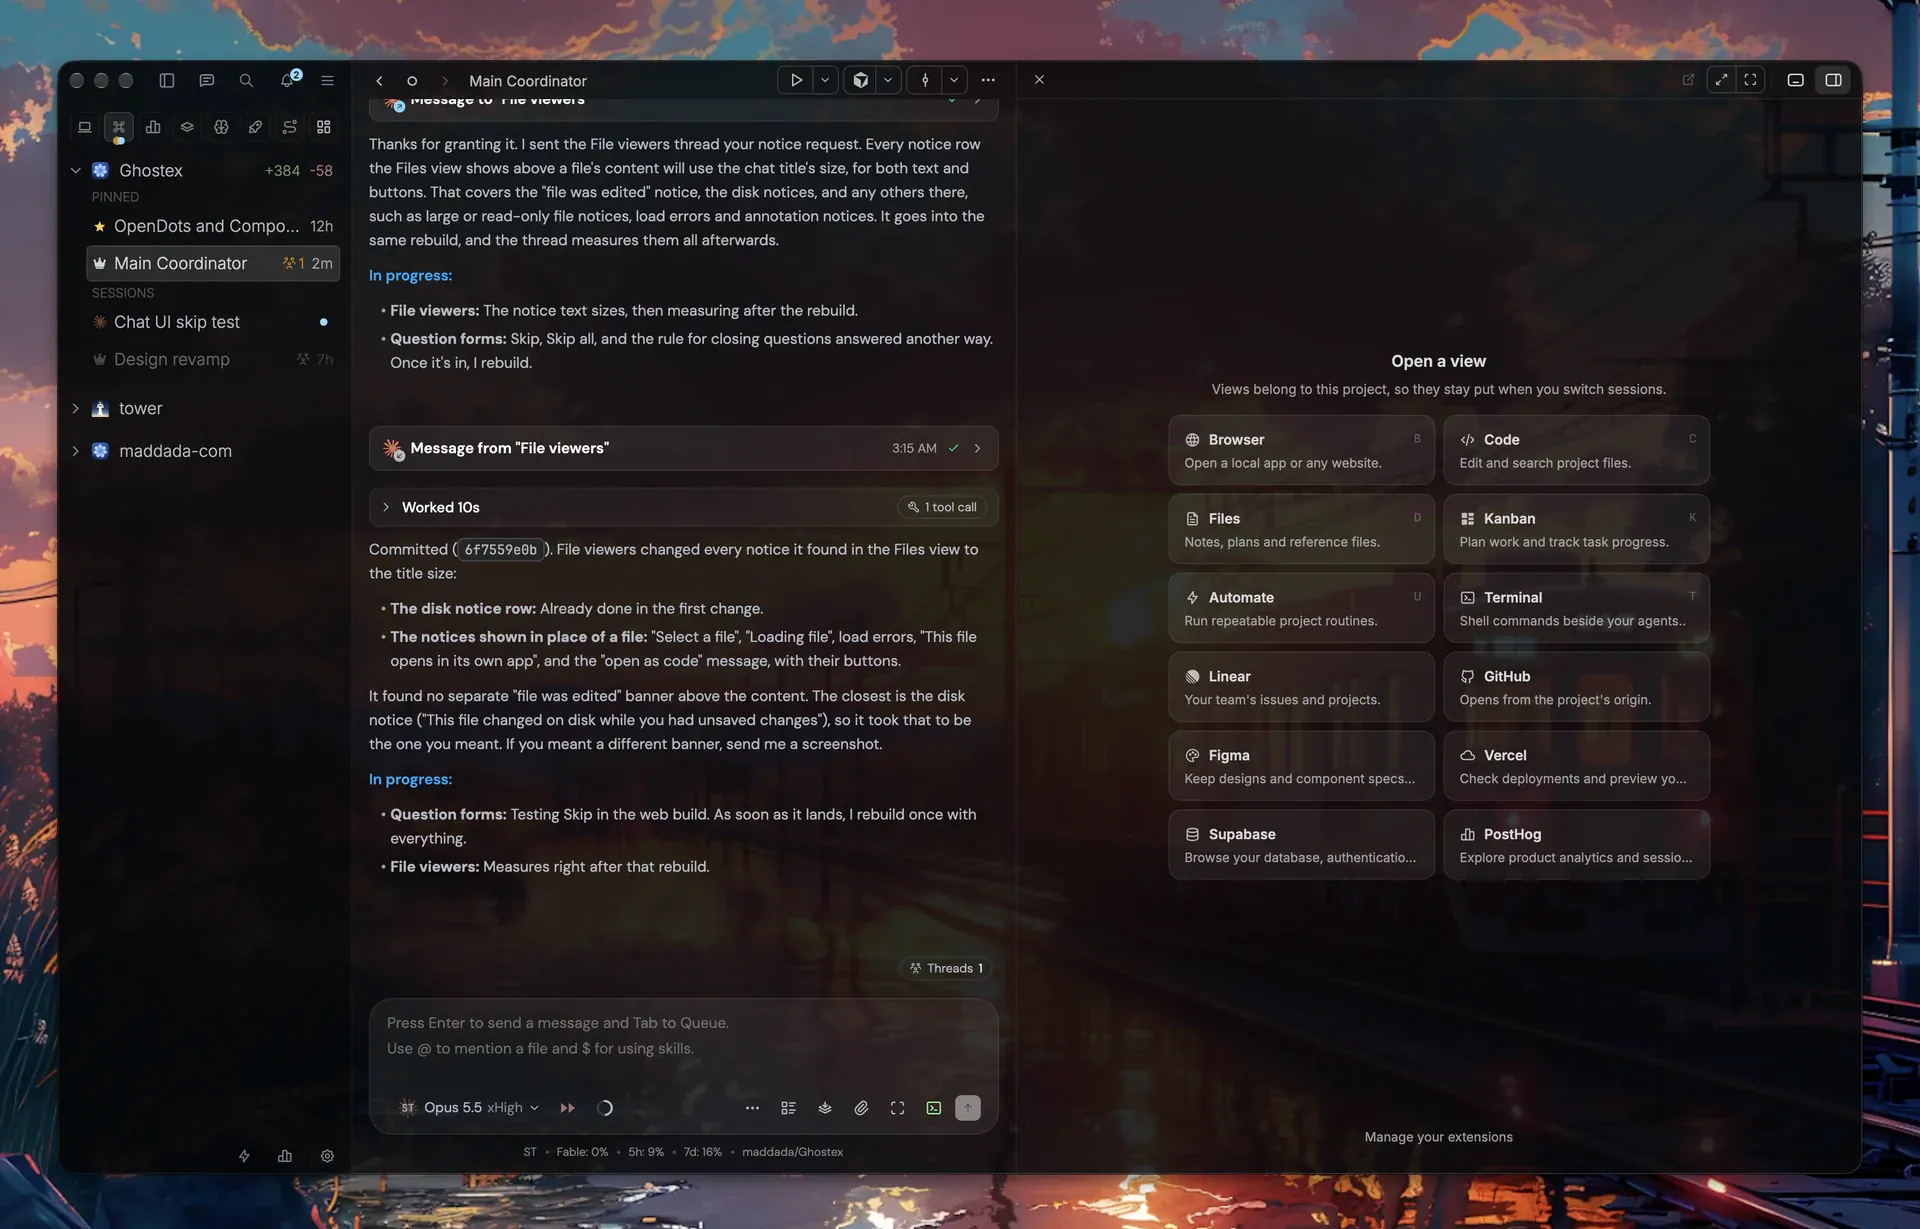 2
Main Coordinator
Ghostex +384 -58
PINNED
OpenDots and Compo... 12h
Main Coordinator 1 2m
SESSIONS
Chat UI skip test
Design revamp 7h
tower
maddada-com
Message to "File viewers"
Thanks for granting it. I sent the File viewers thread your notice request. Every notice row
the Files view shows above a file's content will use the chat title's size, for both text and
buttons. That covers the "file was edited" notice, the disk notices, and any others there,
such as large or read-only file notices, load errors and annotation notices. It goes into the
same rebuild, and the thread measures them all afterwards.
In progress:
• File viewers: The notice text sizes, then measuring after the rebuild.
• Question forms: Skip, Skip all, and the rule for closing questions answered another way.
Once it's in, I rebuild.
Message from "File viewers" 3:15 AM
Worked 10s 1 tool call
Committed ( 6f7559e0b ). File viewers changed every notice it found in the Files view to
the title size:
• The disk notice row: Already done in the first change.
• The notices shown in place of a file: "Select a file", "Loading file", load errors, "This file
opens in its own app", and the "open as code" message, with their buttons.
It found no separate "file was edited" banner above the content. The closest is the disk
notice ("This file changed on disk while you had unsaved changes"), so it took that to be
the one you meant. If you meant a different banner, send me a screenshot.
In progress:
• Question forms: Testing Skip in the web build. As soon as it lands, I rebuild once with
everything.
• File viewers: Measures right after that rebuild.
Threads 1
Press Enter to send a message and Tab to Queue.
Use @ to mention a file and $ for using skills.
ST Opus 5.5 xHigh
ST • Fable: 0% • 5h: 9% • 7d: 16% • maddada/Ghostex
Open a view
Views belong to this project, so they stay put when you switch sessions.
Browser B
Open a local app or any website.
Code C
Edit and search project files.
Files D
Notes, plans and reference files.
Kanban K
Plan work and track task progress.
Automate U
Run repeatable project routines.
Terminal T
Shell commands beside your agents..
Linear
Your team's issues and projects.
GitHub
Opens from the project's origin.
Figma
Keep designs and component specs...
Vercel
Check deployments and preview yo...
Supabase
Browse your database, authenticatio...
PostHog
Explore product analytics and sessio...
Manage your extensions